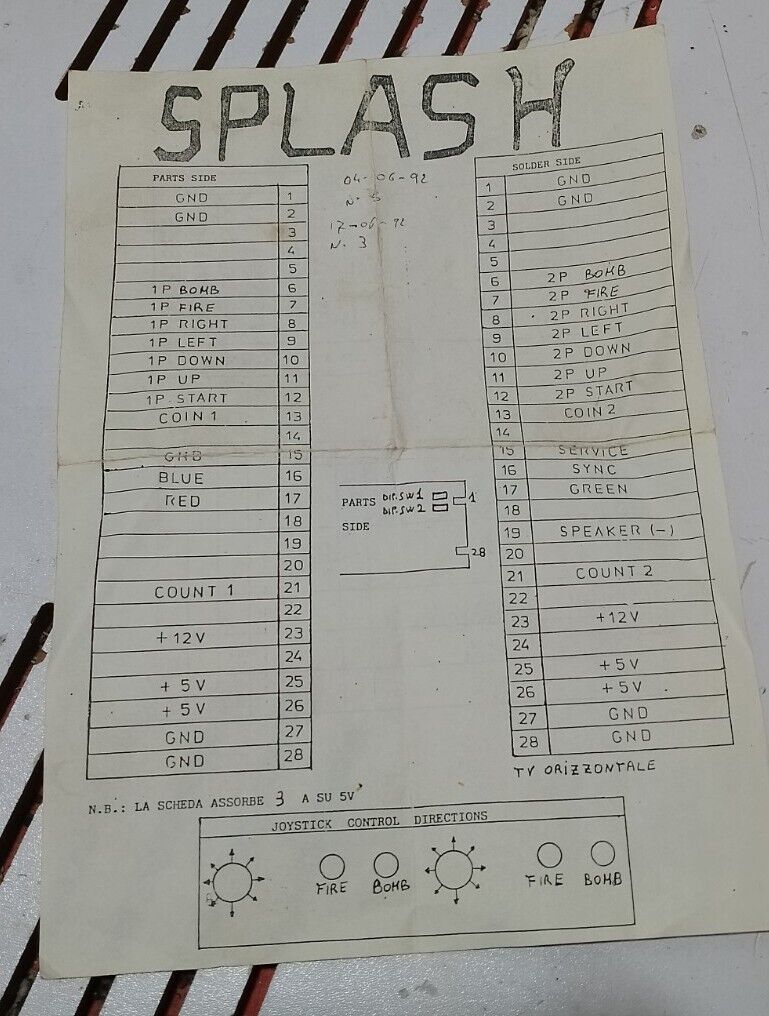 SPLASH
PARTS SIDE
GND 1
GND 2
3
4
5
1P BOMB 6
1P FIRE 7
1P RIGHT 8
1P LEFT 9
1P DOWN 10
1P UP 11
1P START 12
COIN 1 13
14
GND 15
BLUE 16
RED 17
18
19
20
COUNT 1 21
22
+12V 23
24
+5V 25
+5V 26
GND 27
GND 28
04-06-92
N. 5
17-06-92
N. 3
PARTS DIP.SW1 1
DIP.SW2
SIDE
28
SOLDER SIDE
1 GND
2 GND
3
4
5
6 2P BOMB
7 2P FIRE
8 2P RIGHT
9 2P LEFT
10 2P DOWN
11 2P UP
12 2P START
13 COIN 2
14
15 SERVICE
16 SYNC
17 GREEN
18
19 SPEAKER (-)
20
21 COUNT 2
22
23 +12V
24
25 +5V
26 +5V
27 GND
28 GND
TV ORIZZONTALE
N.B.: LA SCHEDA ASSORBE 3 A SU 5V
JOYSTICK CONTROL DIRECTIONS
FIRE BOMB FIRE BOMB